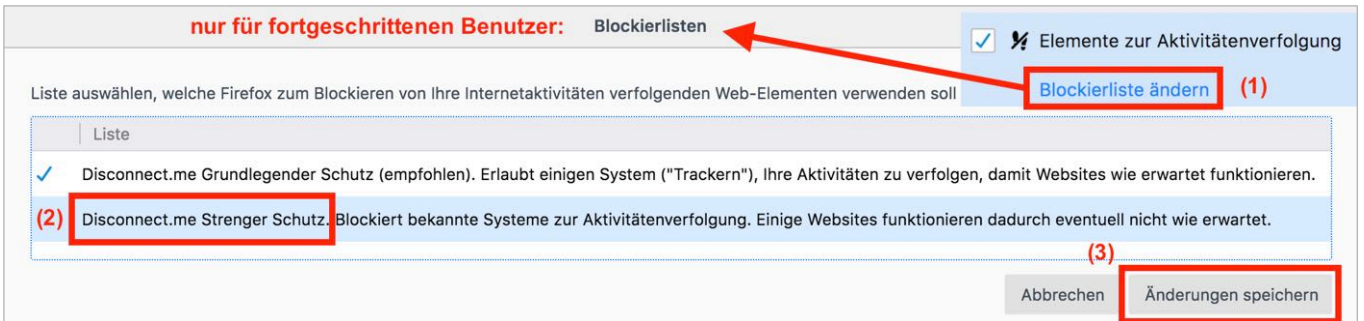 nur für fortgeschrittenen Benutzer: Blockierlisten
Elemente zur Aktivitätenverfolgung
Blockierliste ändern (1)
Liste auswählen, welche Firefox zum Blockieren von Ihre Internetaktivitäten verfolgenden Web-Elementen verwenden soll
Liste
Disconnect.me Grundlegender Schutz (empfohlen). Erlaubt einigen System ("Trackern"), Ihre Aktivitäten zu verfolgen, damit Websites wie erwartet funktionieren.
(2) Disconnect.me Strenger Schutz. Blockiert bekannte Systeme zur Aktivitätenverfolgung. Einige Websites funktionieren dadurch eventuell nicht wie erwartet.
(3)
Abbrechen Änderungen speichern